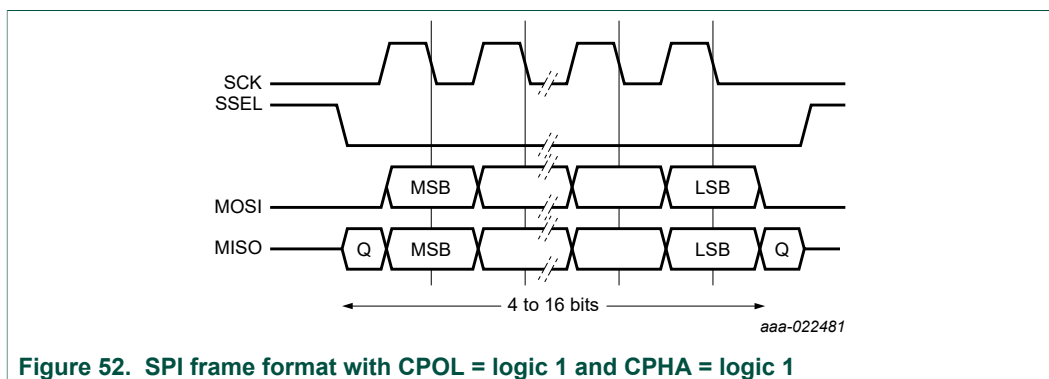 SCK
SSEL
MOSI
MSB
LSB
MISO
Q
MSB
LSB
Q
4 to 16 bits
aaa-022481
Figure 52. SPI frame format with CPOL = logic 1 and CPHA = logic 1